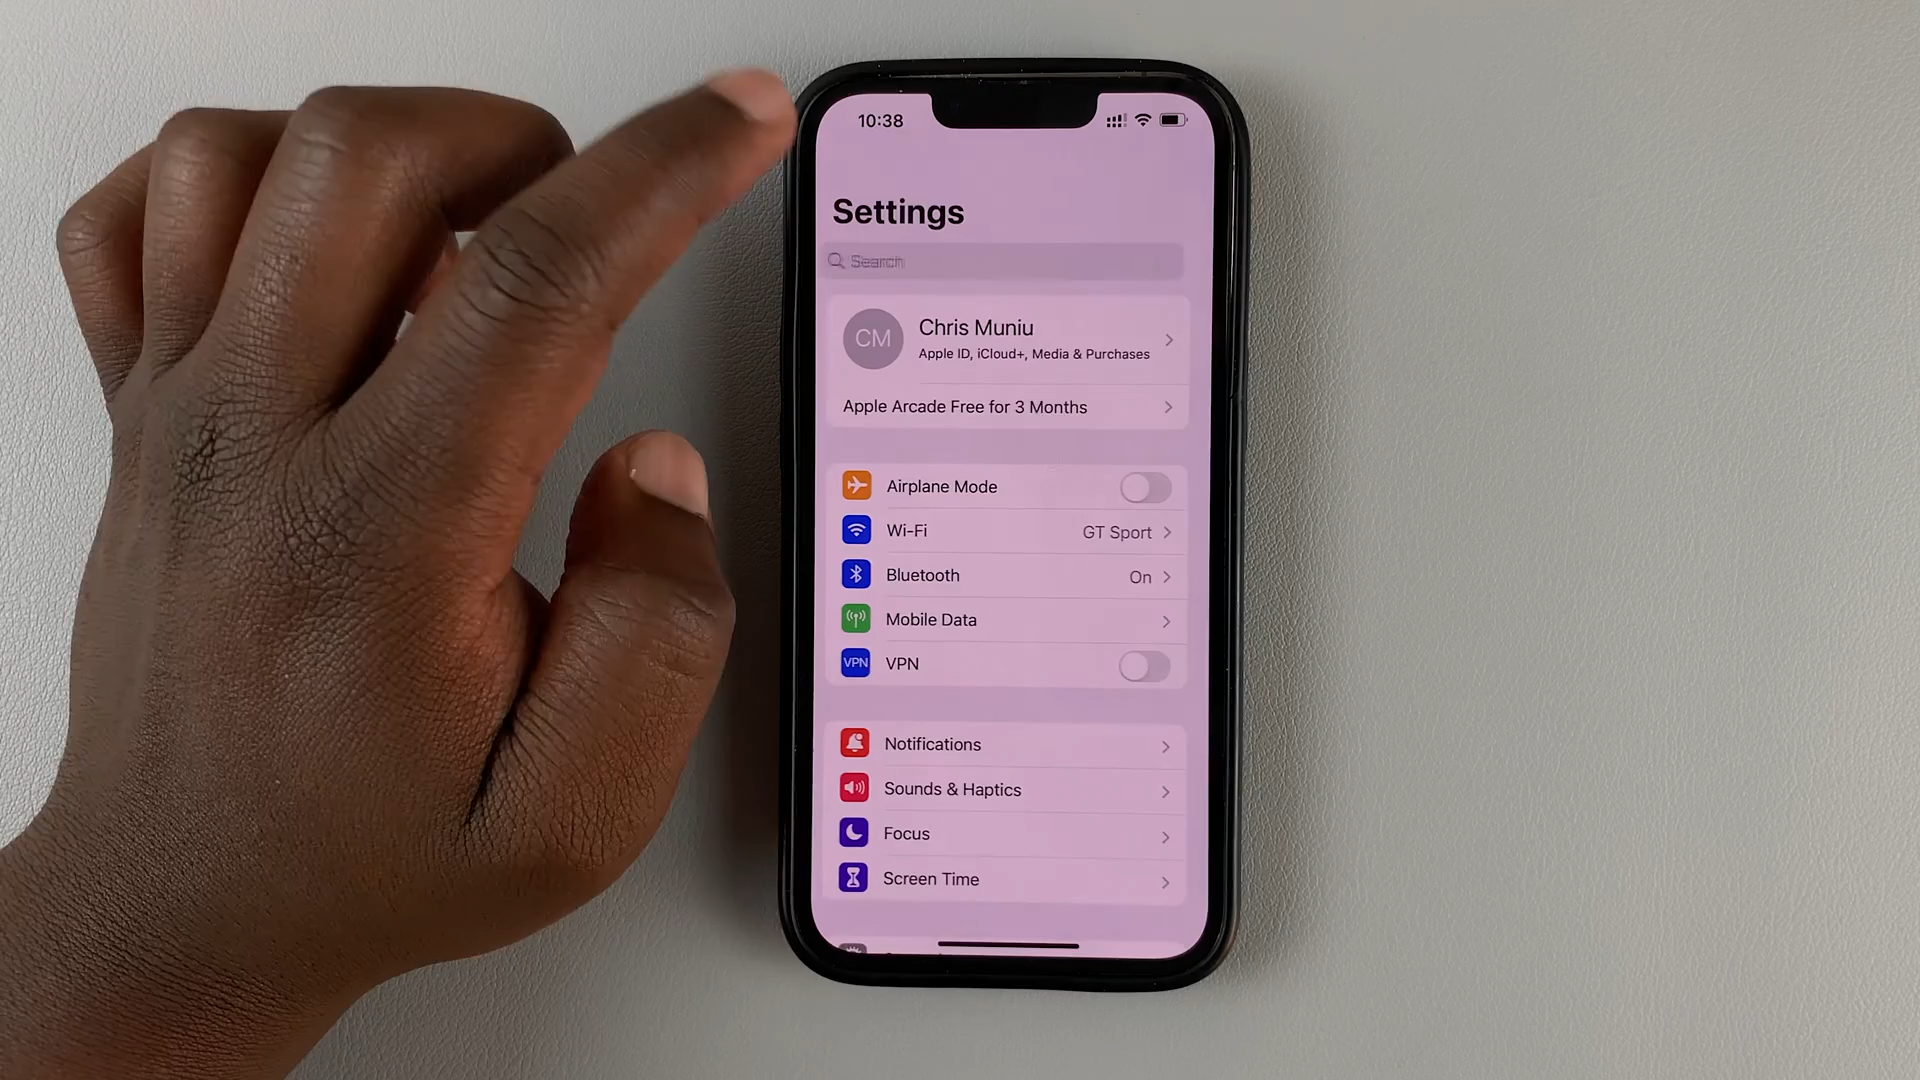 10:38
Settings
Search
CM
Chris Muniu
Apple ID, iCloud+, Media & Purchases
Apple Arcade Free for 3 Months
Airplane Mode
Wi-Fi GT Sport
Bluetooth On
Mobile Data
VPN VPN
Notifications
Sounds & Haptics
Focus
Screen Time